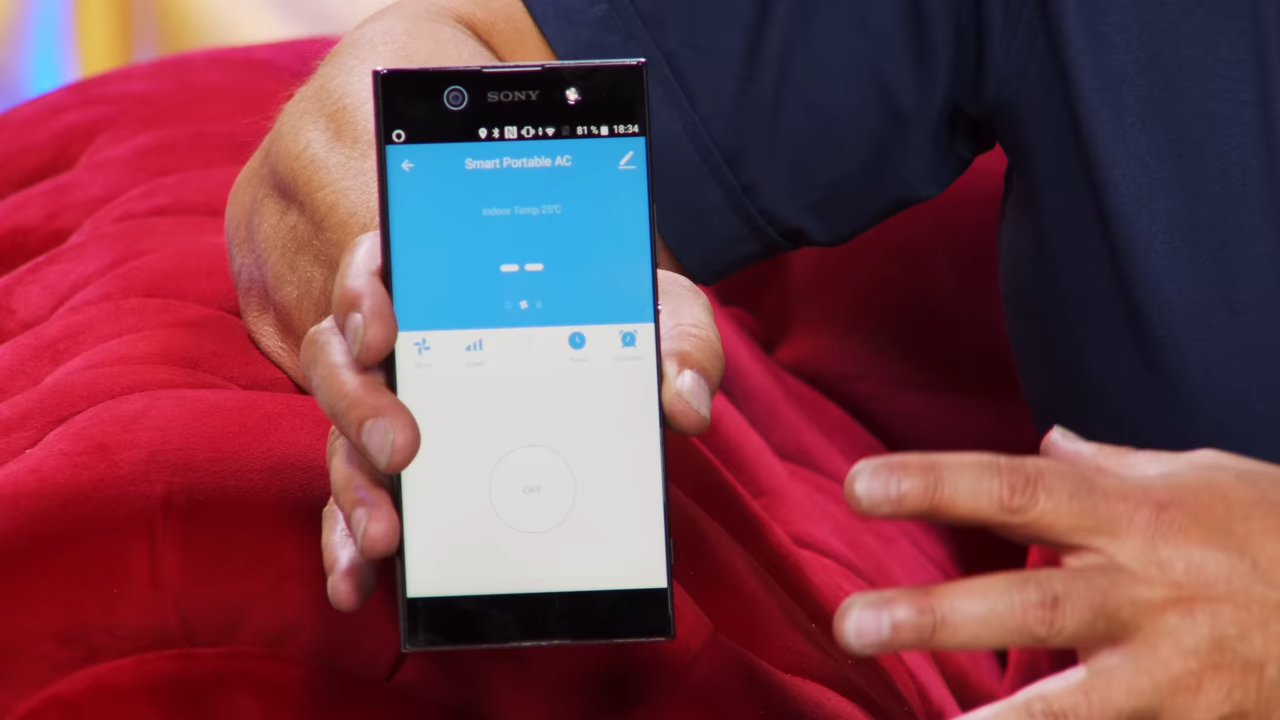 SONY
81 % 18:34
Smart Portable AC
Indoor Temp 25°C
OFF